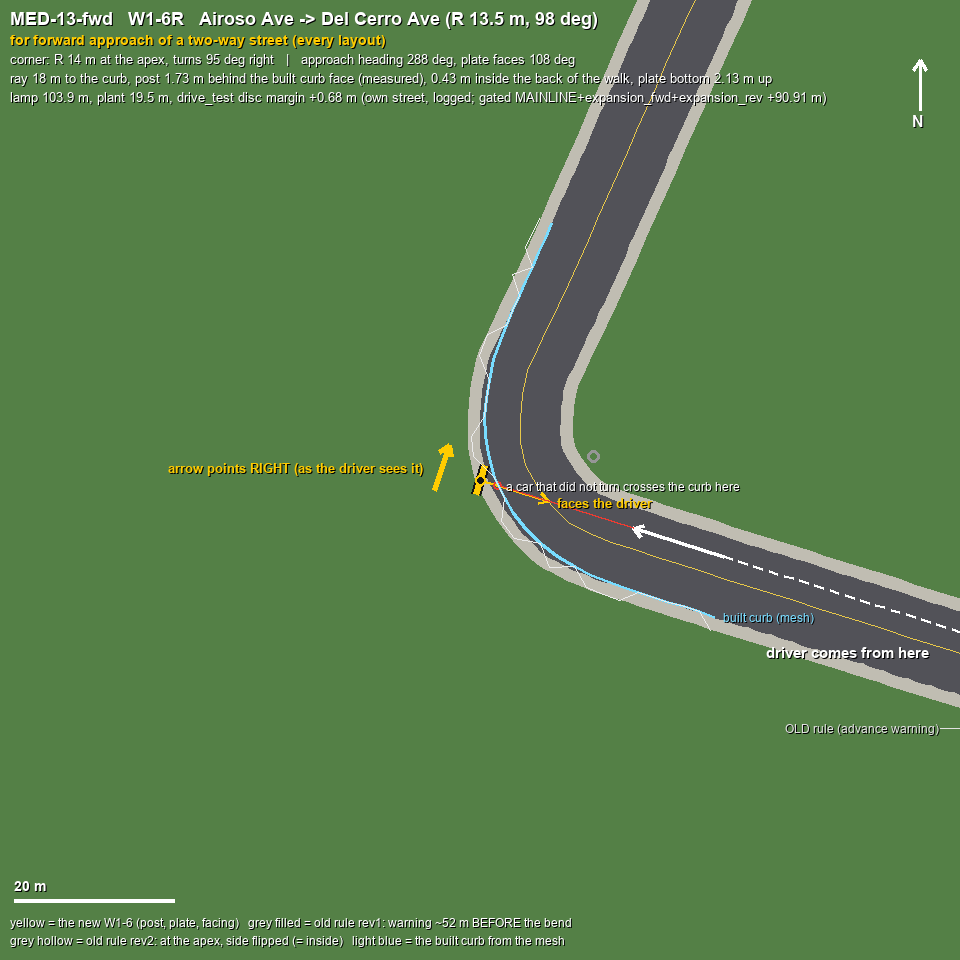 MED-13-fwd   W1-6R   Airoso Ave -> Del Cerro Ave (R 13.5 m, 98 deg)
for forward approach of a two-way street (every layout)
corner: R 14 m at the apex, turns 95 deg right   |   approach heading 288 deg, plate faces 108 deg
ray 18 m to the curb, post 1.73 m behind the built curb face (measured), 0.43 m inside the back of the walk, plate bottom 2.13 m up
lamp 103.9 m, plant 19.5 m, drive_test disc margin +0.68 m (own street, logged; gated MAINLINE+expansion_fwd+expansion_rev +90.91 m)
N
arrow points RIGHT (as the driver sees it)
a car that did not turn crosses the curb here
faces the driver
built curb (mesh)
driver comes from here
OLD rule (advance warning)
20 m
yellow = the new W1-6 (post, plate, facing)   grey filled = old rule rev1: warning ~52 m BEFORE the bend
grey hollow = old rule rev2: at the apex, side flipped (= inside)   light blue = the built curb from the mesh